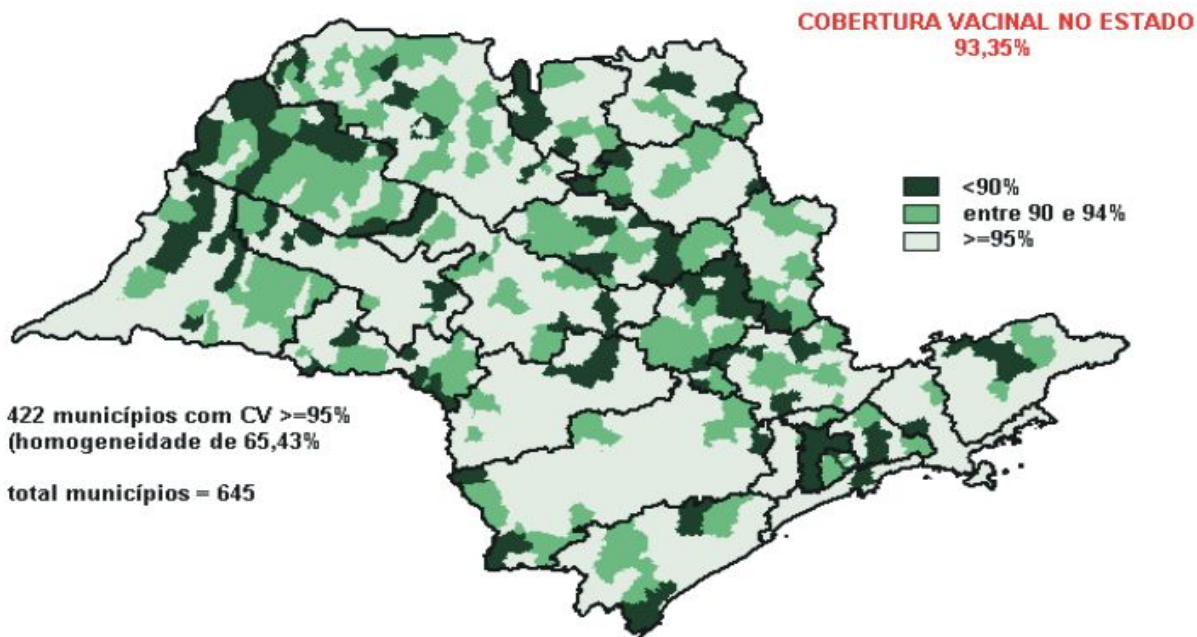 COBERTURA VACINAL NO ESTADO
93,35%
<90%
entre 90 e 94%
>=95%
422 municípios com CV >=95%
(homogeneidade de 65,43%
total municípios = 645